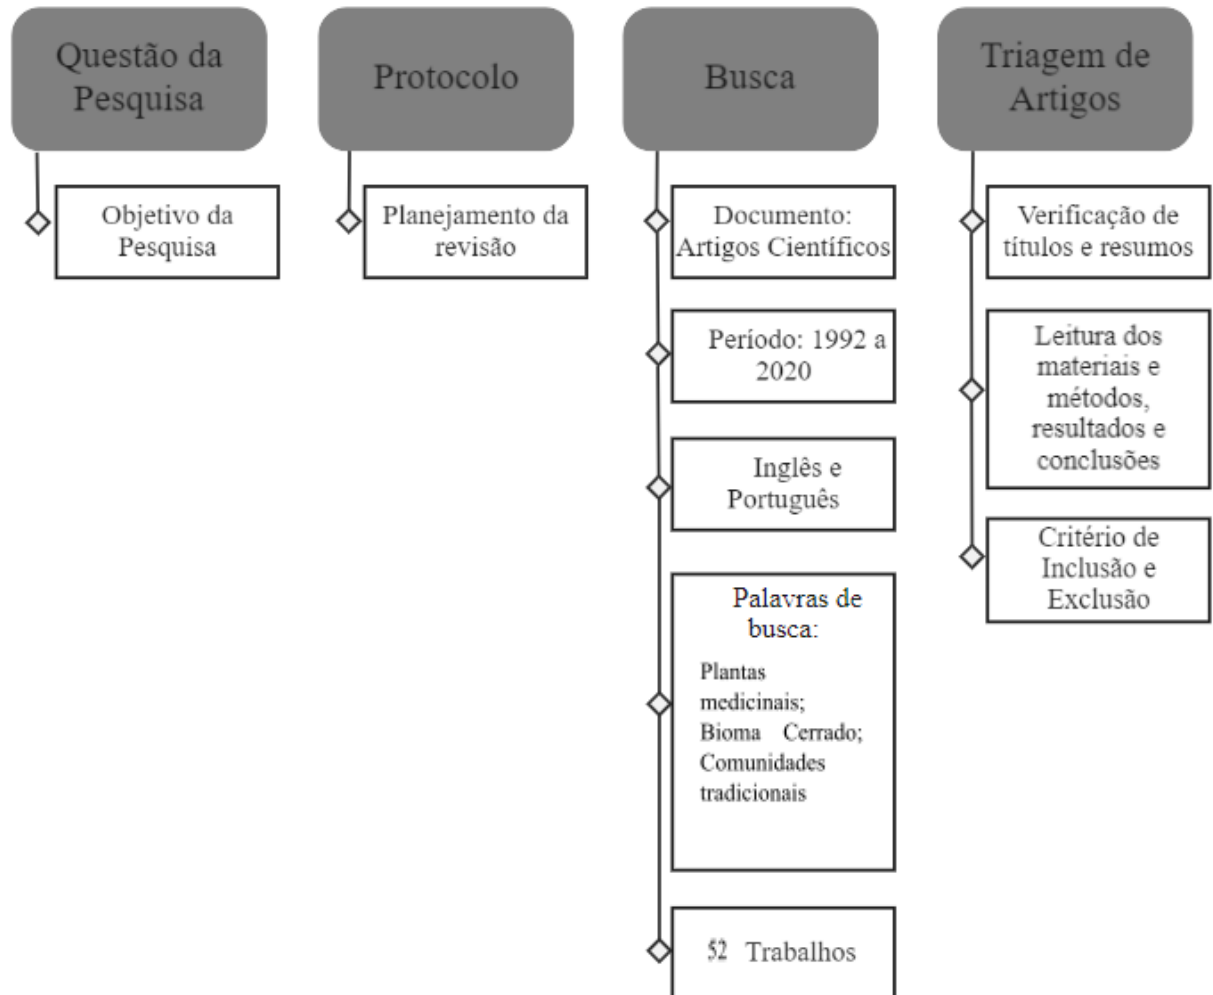 Questão da
Pesquisa
Objetivo da
Pesquisa
Protocolo
Planejamento da
revisão
Busca
Documento:
Artigos Científicos
Período: 1992 a
2020
Inglês e
Português
Palavras de
busca:
Plantas
medicinais;
Bioma Cerrado;
Comunidades
tradicionais
52 Trabalhos
Triagem de
Artigos
Verificação de
títulos e resumos
Leitura dos
materiais e
métodos,
resultados e
conclusões
Critério de
Inclusão e
Exclusão